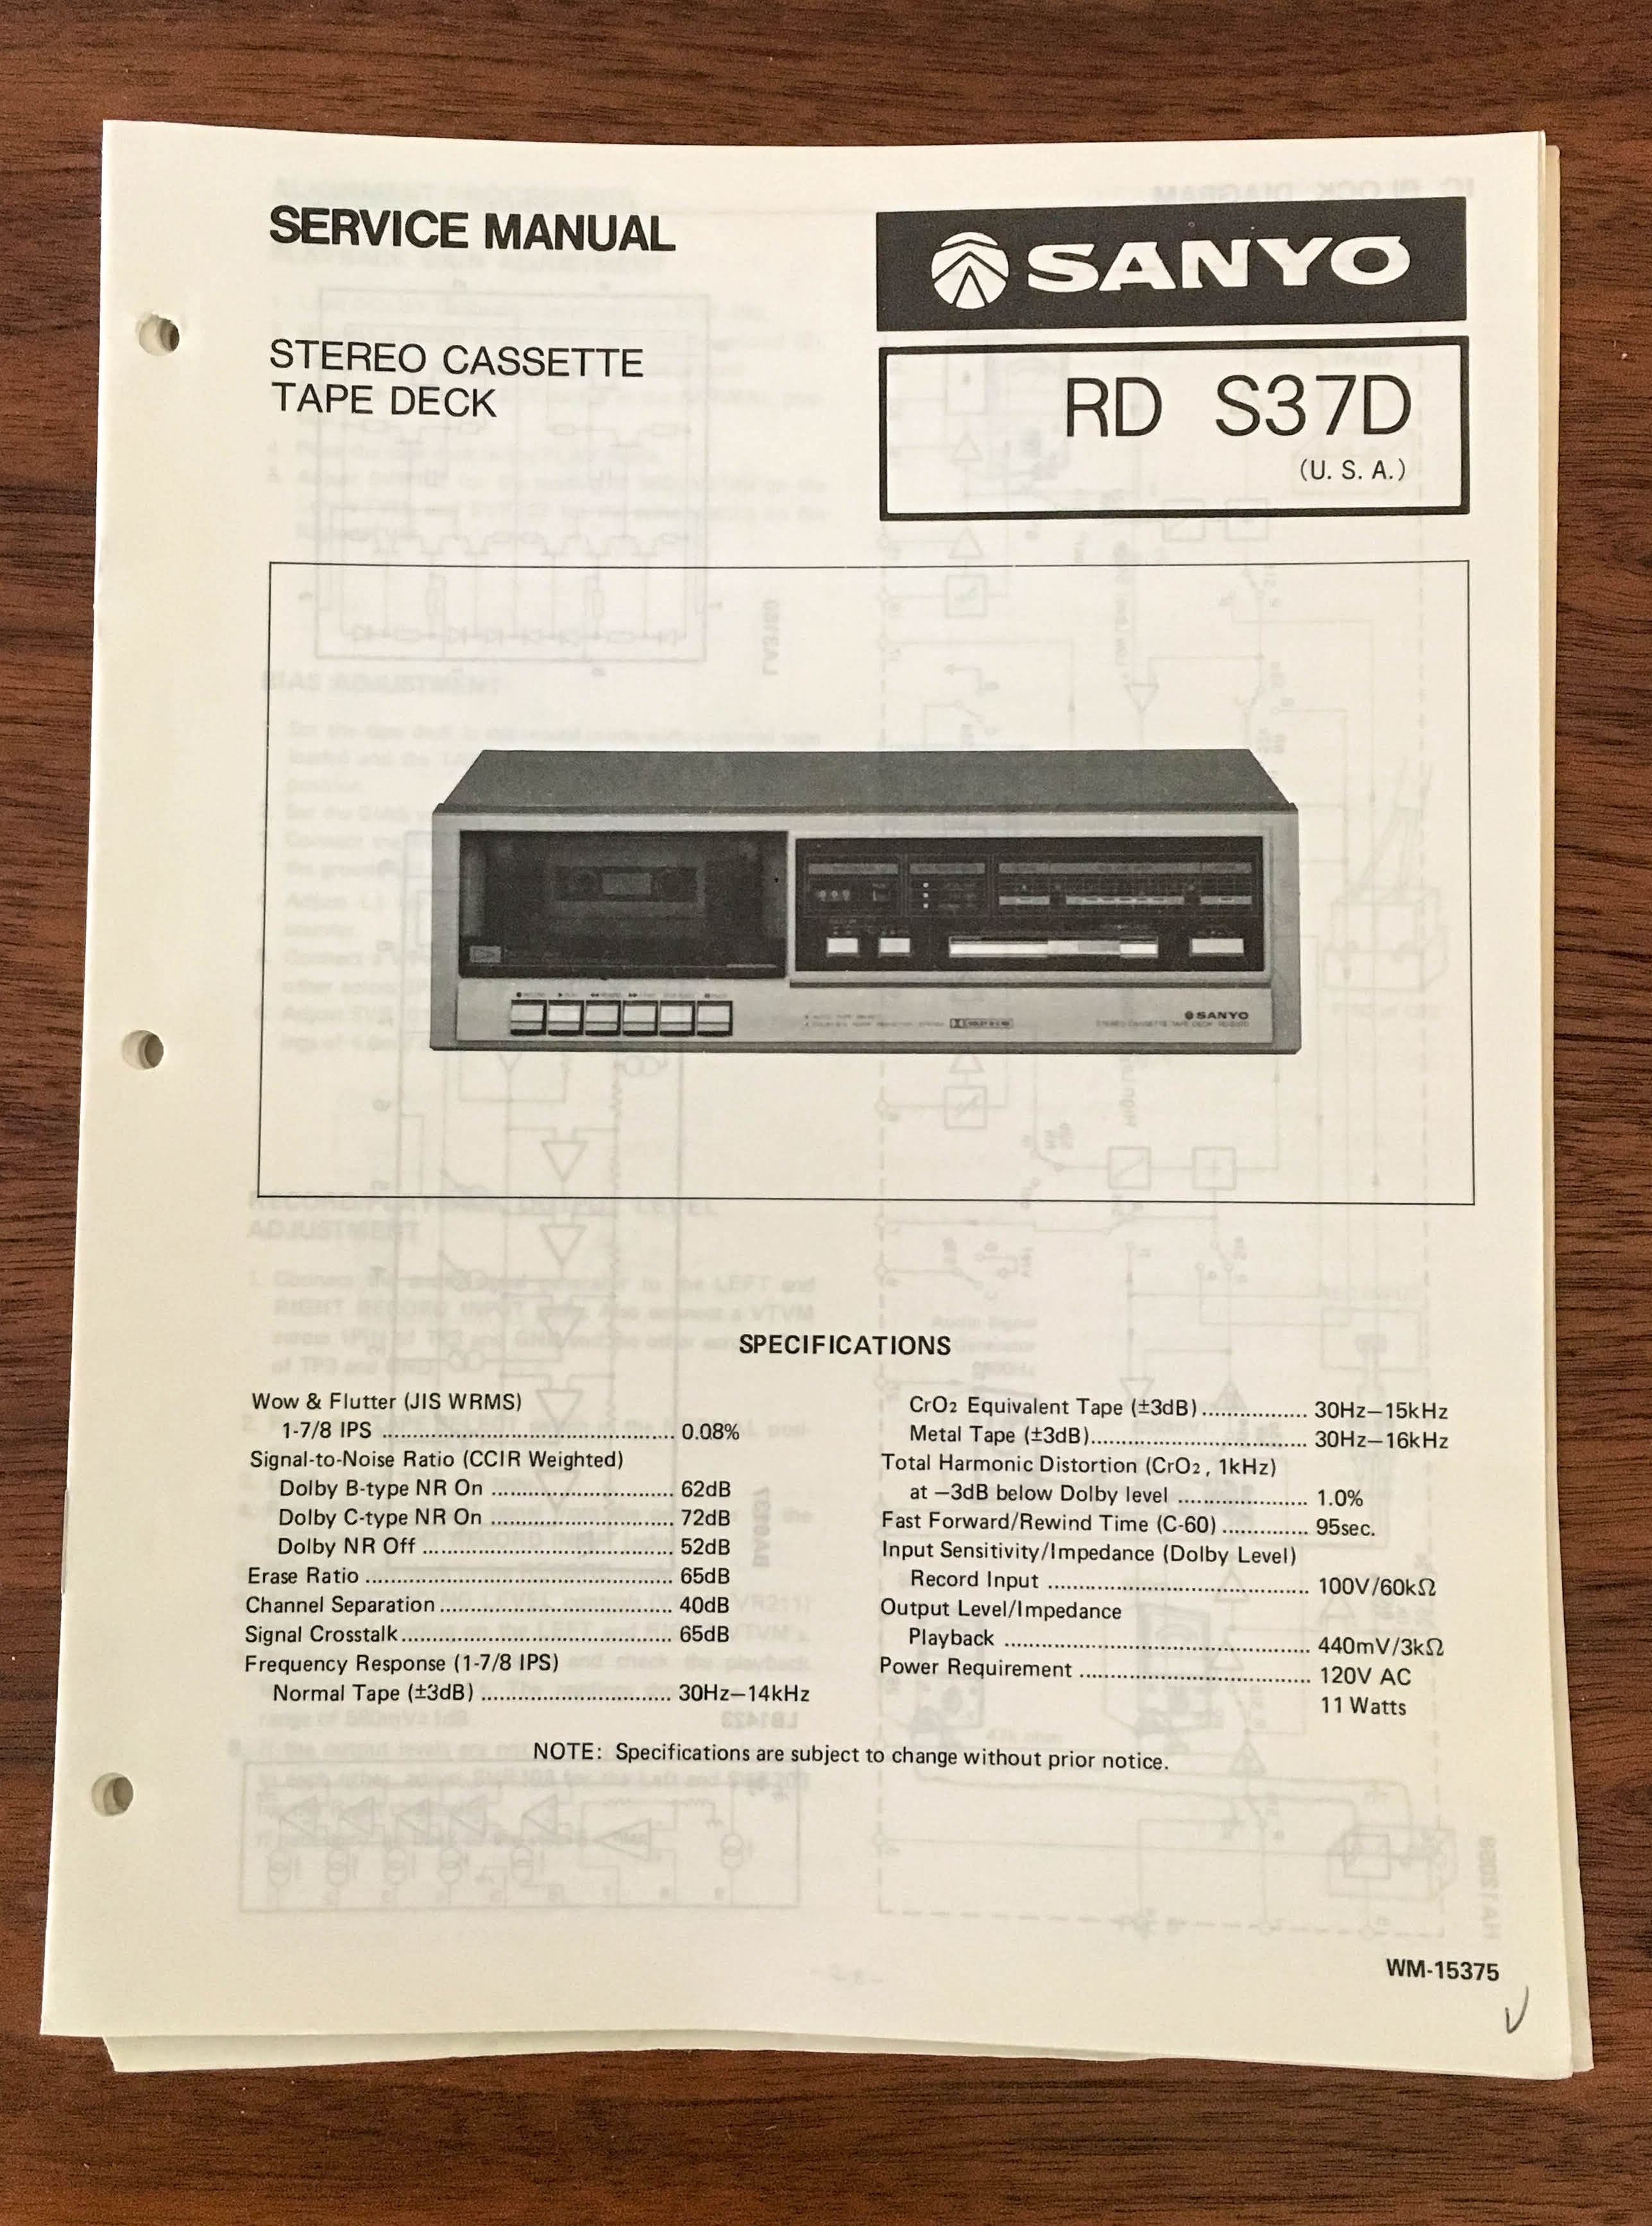 SERVICE MANUAL
SANYO
STEREO CASSETTE
TAPE DECK
RD S37D
(U. S. A.)
SANYO
SPECIFICATIONS
Wow & Flutter (JIS WRMS)
1-7/8 IPS ........ 0.08%
Signal-to-Noise Ratio (CCIR Weighted)
Dolby B-type NR On ........ 62dB
Dolby C-type NR On ........ 72dB
Dolby NR Off ........ 52dB
Erase Ratio ........ 65dB
Channel Separation ........ 40dB
Signal Crosstalk ........ 65dB
Frequency Response (1-7/8 IPS)
Normal Tape (±3dB) ........ 30Hz–14kHz
CrO2 Equivalent Tape (±3dB) ........ 30Hz–15kHz
Metal Tape (±3dB) ........ 30Hz–16kHz
Total Harmonic Distortion (CrO2, 1kHz)
at –3dB below Dolby level ........ 1.0%
Fast Forward/Rewind Time (C-60) ........ 95sec.
Input Sensitivity/Impedance (Dolby Level)
Record Input ........ 100V/60kΩ
Output Level/Impedance
Playback ........ 440mV/3kΩ
Power Requirement ........ 120V AC
11 Watts
NOTE: Specifications are subject to change without prior notice.
WM-15375